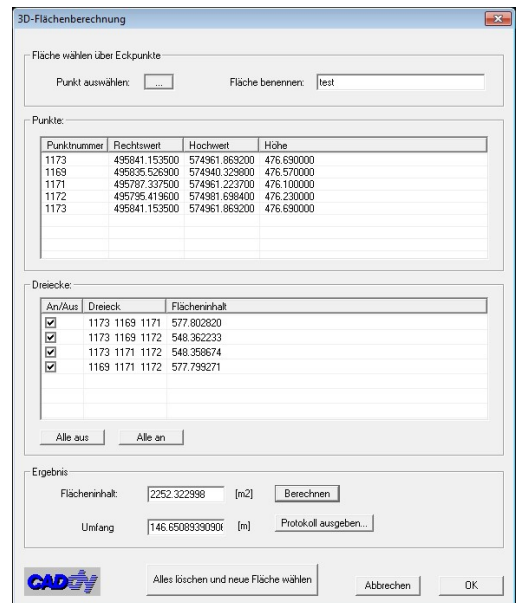 3D-Flächenberechnung
Fläche wählen über Eckpunkte
Punkt auswählen: ... Fläche benennen: test
Punkte:
Punktnummer Rechtswert Hochwert Höhe
1173 495841.153500 574961.869200 476.690000
1169 495835.526900 574940.329800 476.570000
1171 495787.337500 574961.223700 476.100000
1172 495795.419600 574981.698400 476.230000
1173 495841.153500 574961.869200 476.690000
Dreiecke:
An/Aus Dreieck Flächeninhalt
1173 1169 1171 577.802820
1173 1169 1172 548.362233
1173 1171 1172 548.358674
1169 1171 1172 577.799271
Alle aus Alle an
Ergebnis
Flächeninhalt: 2252.322998 [m2] Berechnen
Umfang 146.6508939090 [m] Protokoll ausgeben...
CADdy Alles löschen und neue Fläche wählen Abbrechen OK